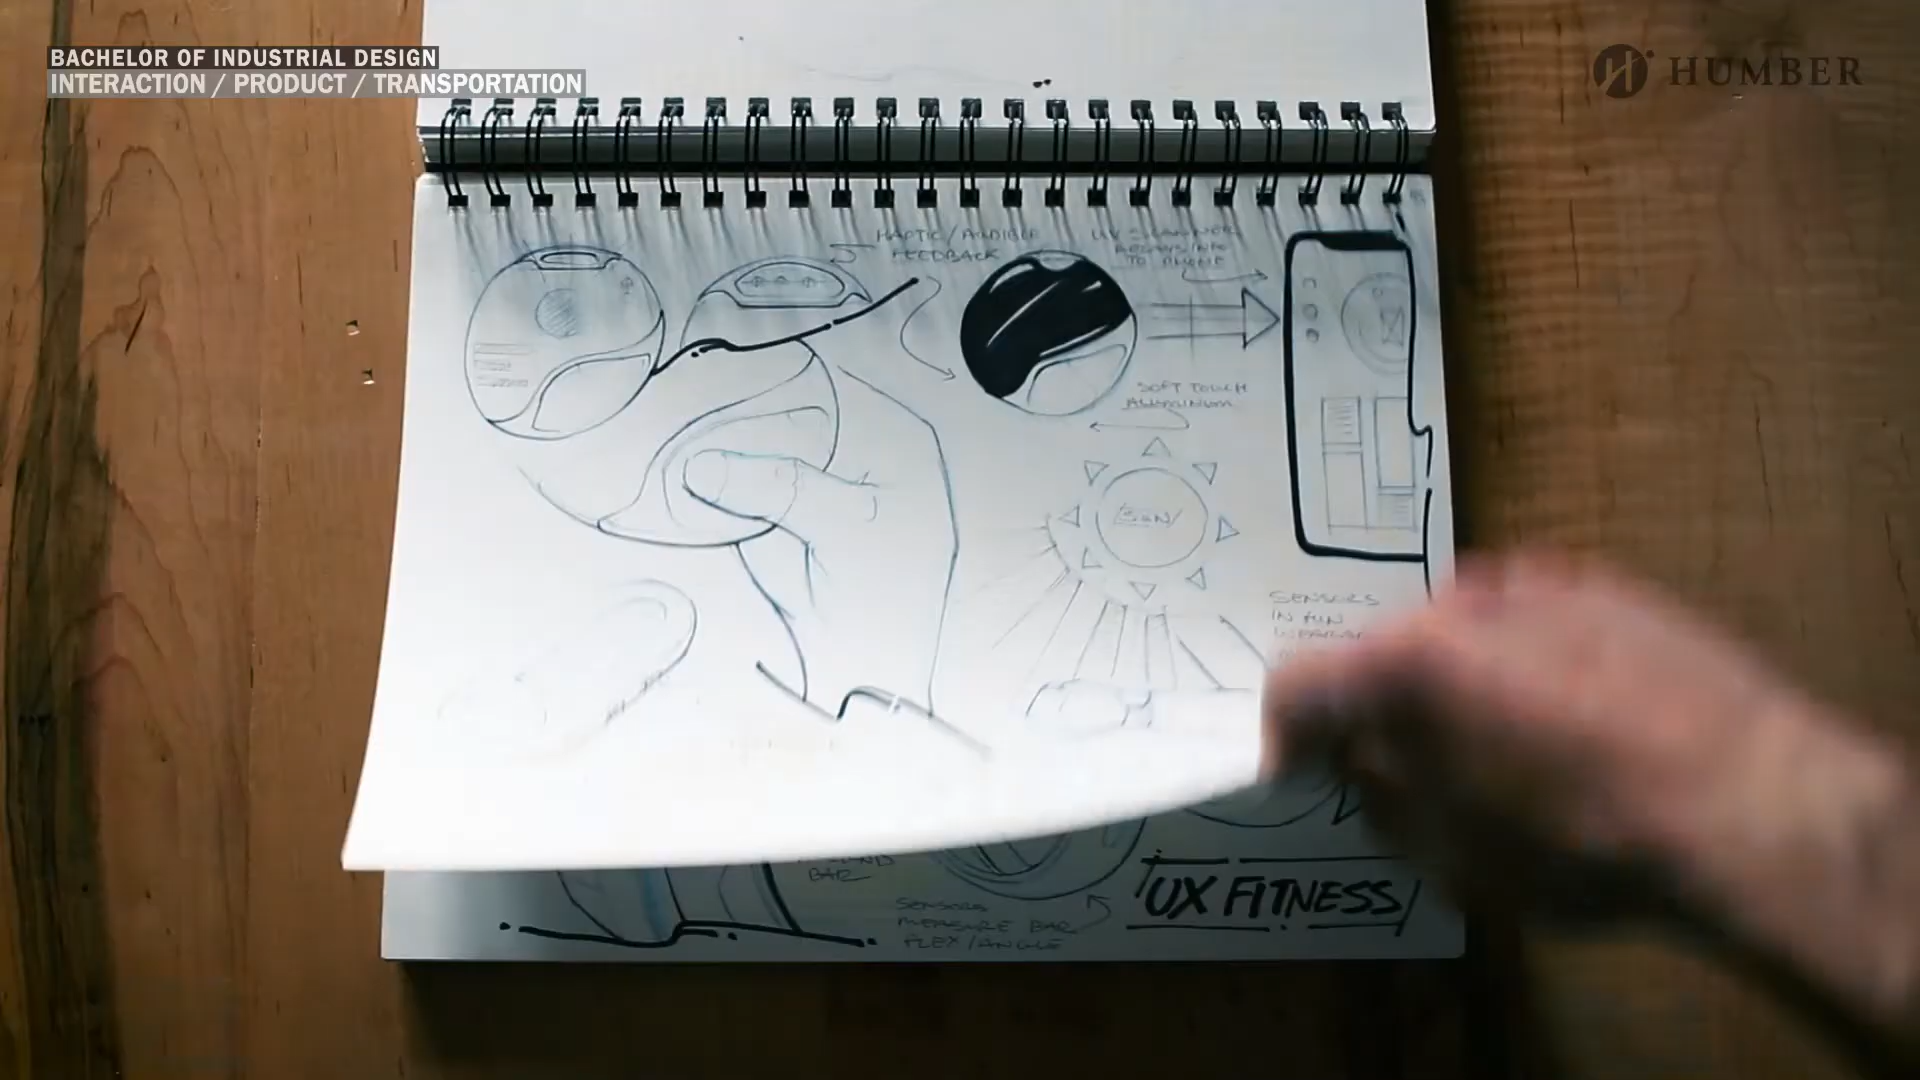 BACHELOR OF INDUSTRIAL DESIGN
INTERACTION / PRODUCT / TRANSPORTATION
HUMBER
HAPTIC/AUDIBLE
FEEDBACK
UV SCANNER
TO PHONE
SOFT TOUCH
ALUMINUM
SENSORS
IN FUN
BAR
SENSORS
MEASURE BAR
FLEX/ANGLE
UX FITNESS